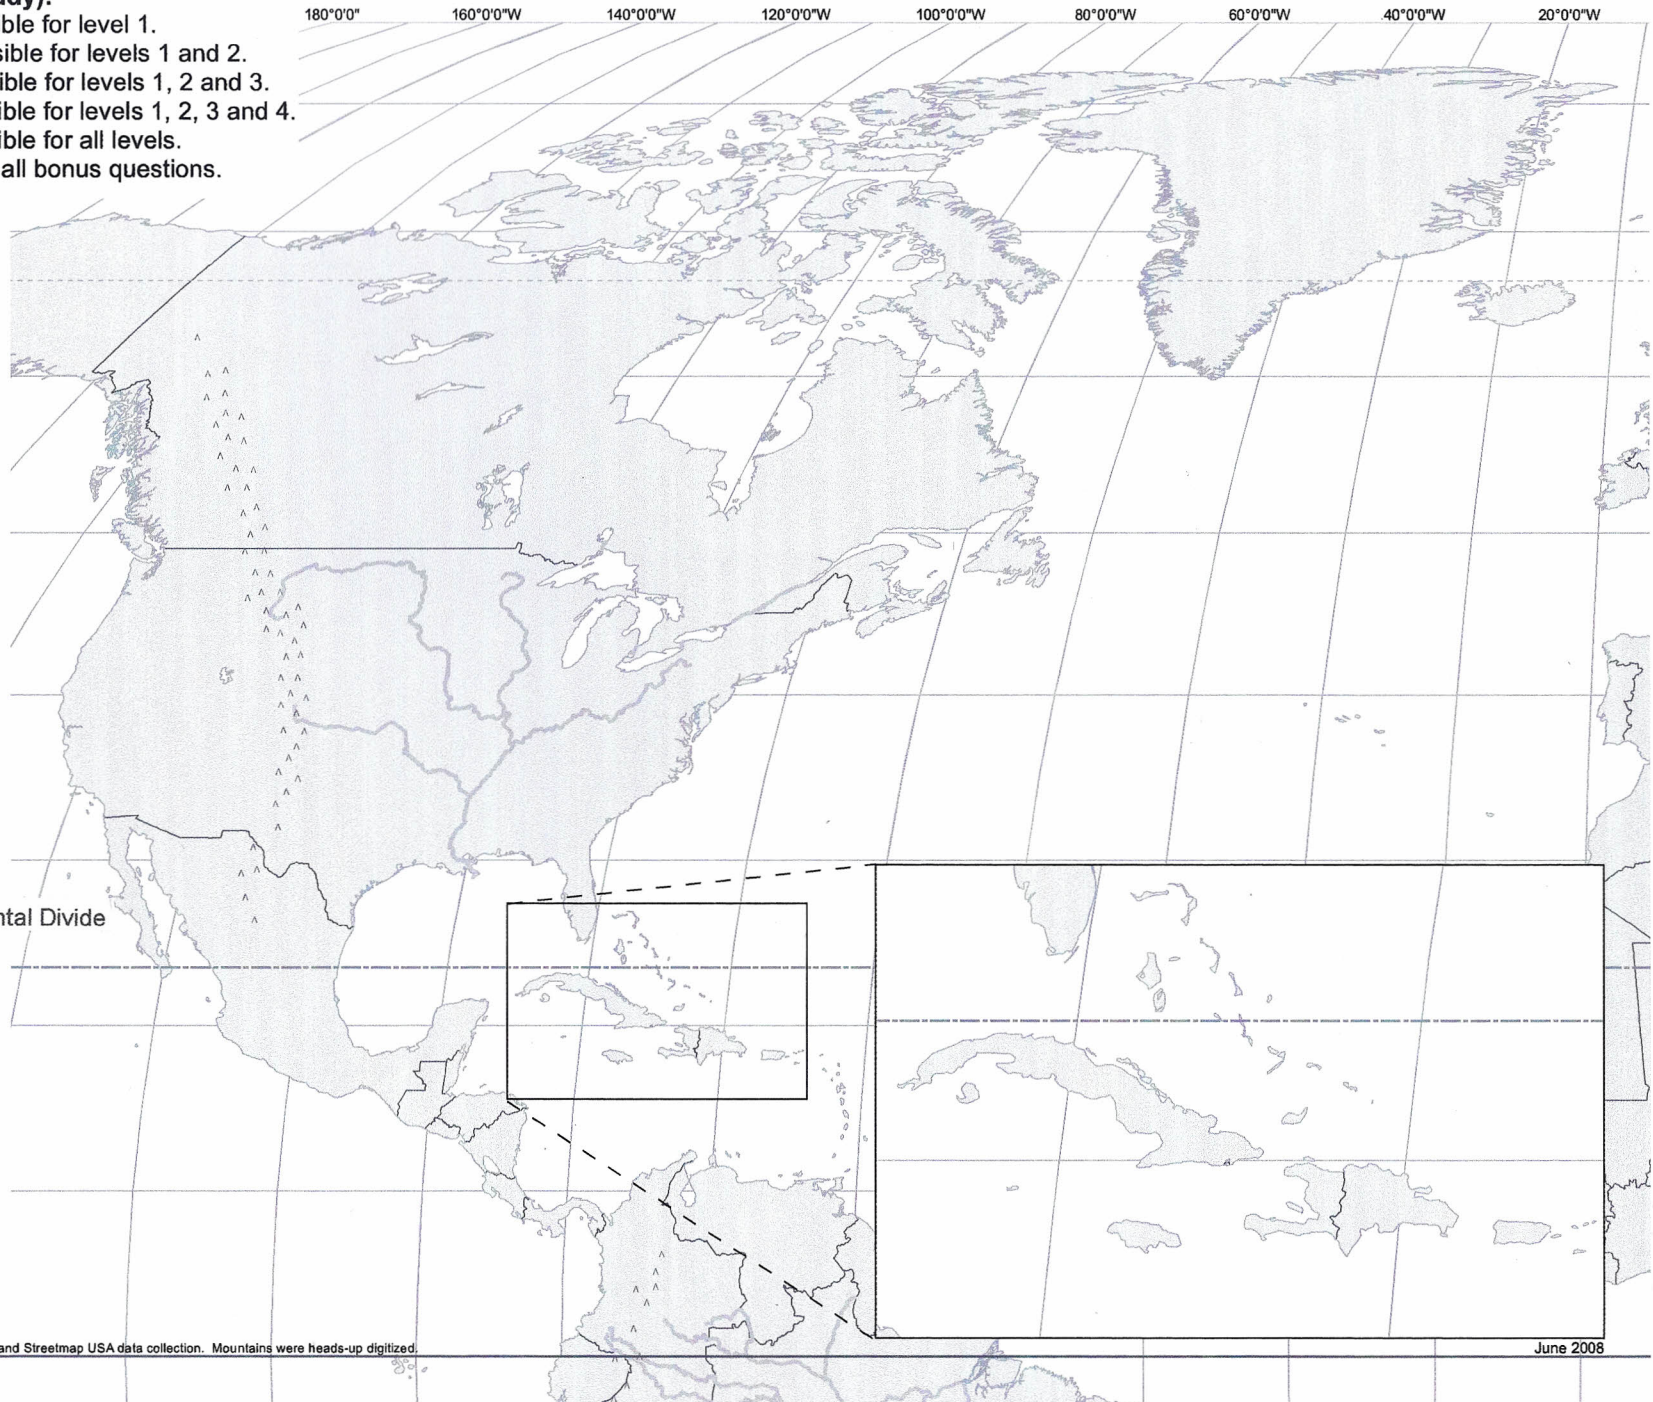 180°0'0"
160°0'0"W
140°0'0"W
120°0'0"W
100°0'0"W
80°0'0"W
60°0'0"W
40°0'0"W
20°0'0"W
ble for level 1.
sible for levels 1 and 2.
ible for levels 1, 2 and 3.
ible for levels 1, 2, 3 and 4.
ible for all levels.
all bonus questions.
ntal Divide
and Streetmap USA data collection. Mountains were heads-up digitized.
June 2008